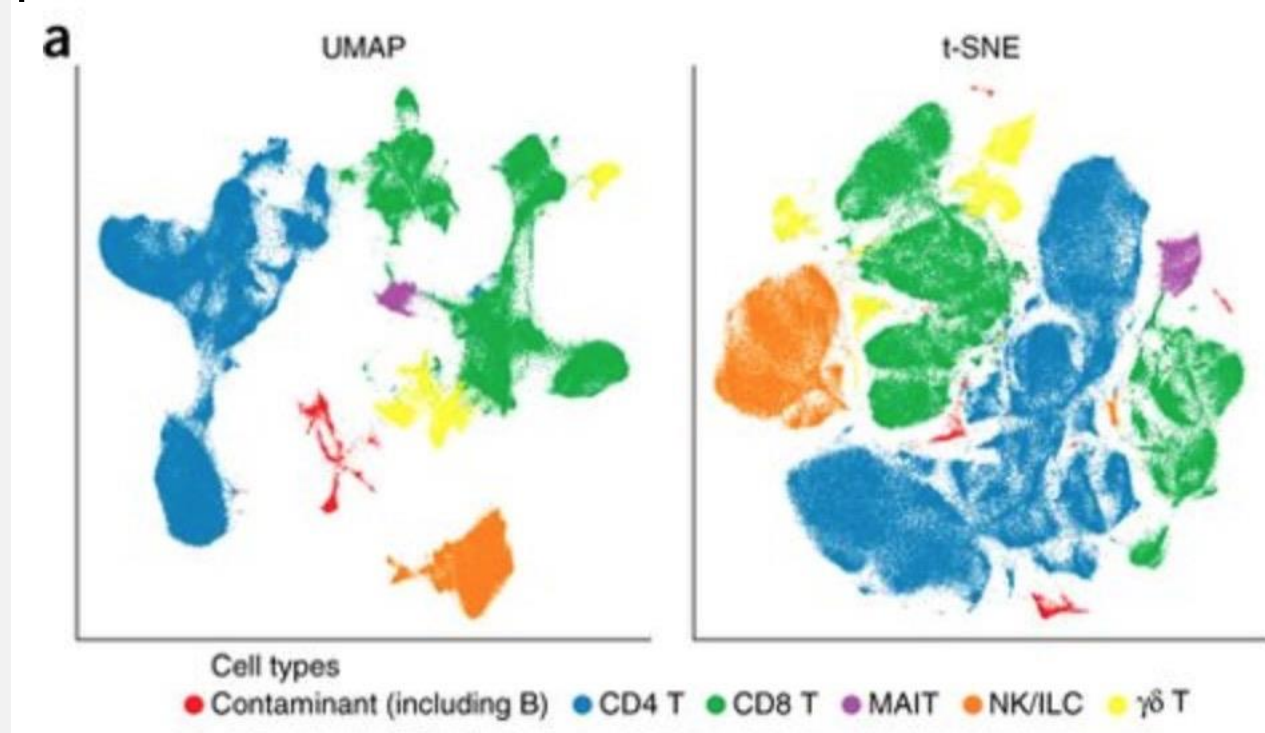 a
UMAP
t-SNE
Cell types
Contaminant (including B) CD4 T CD8 T MAIT NK/ILC γδ T